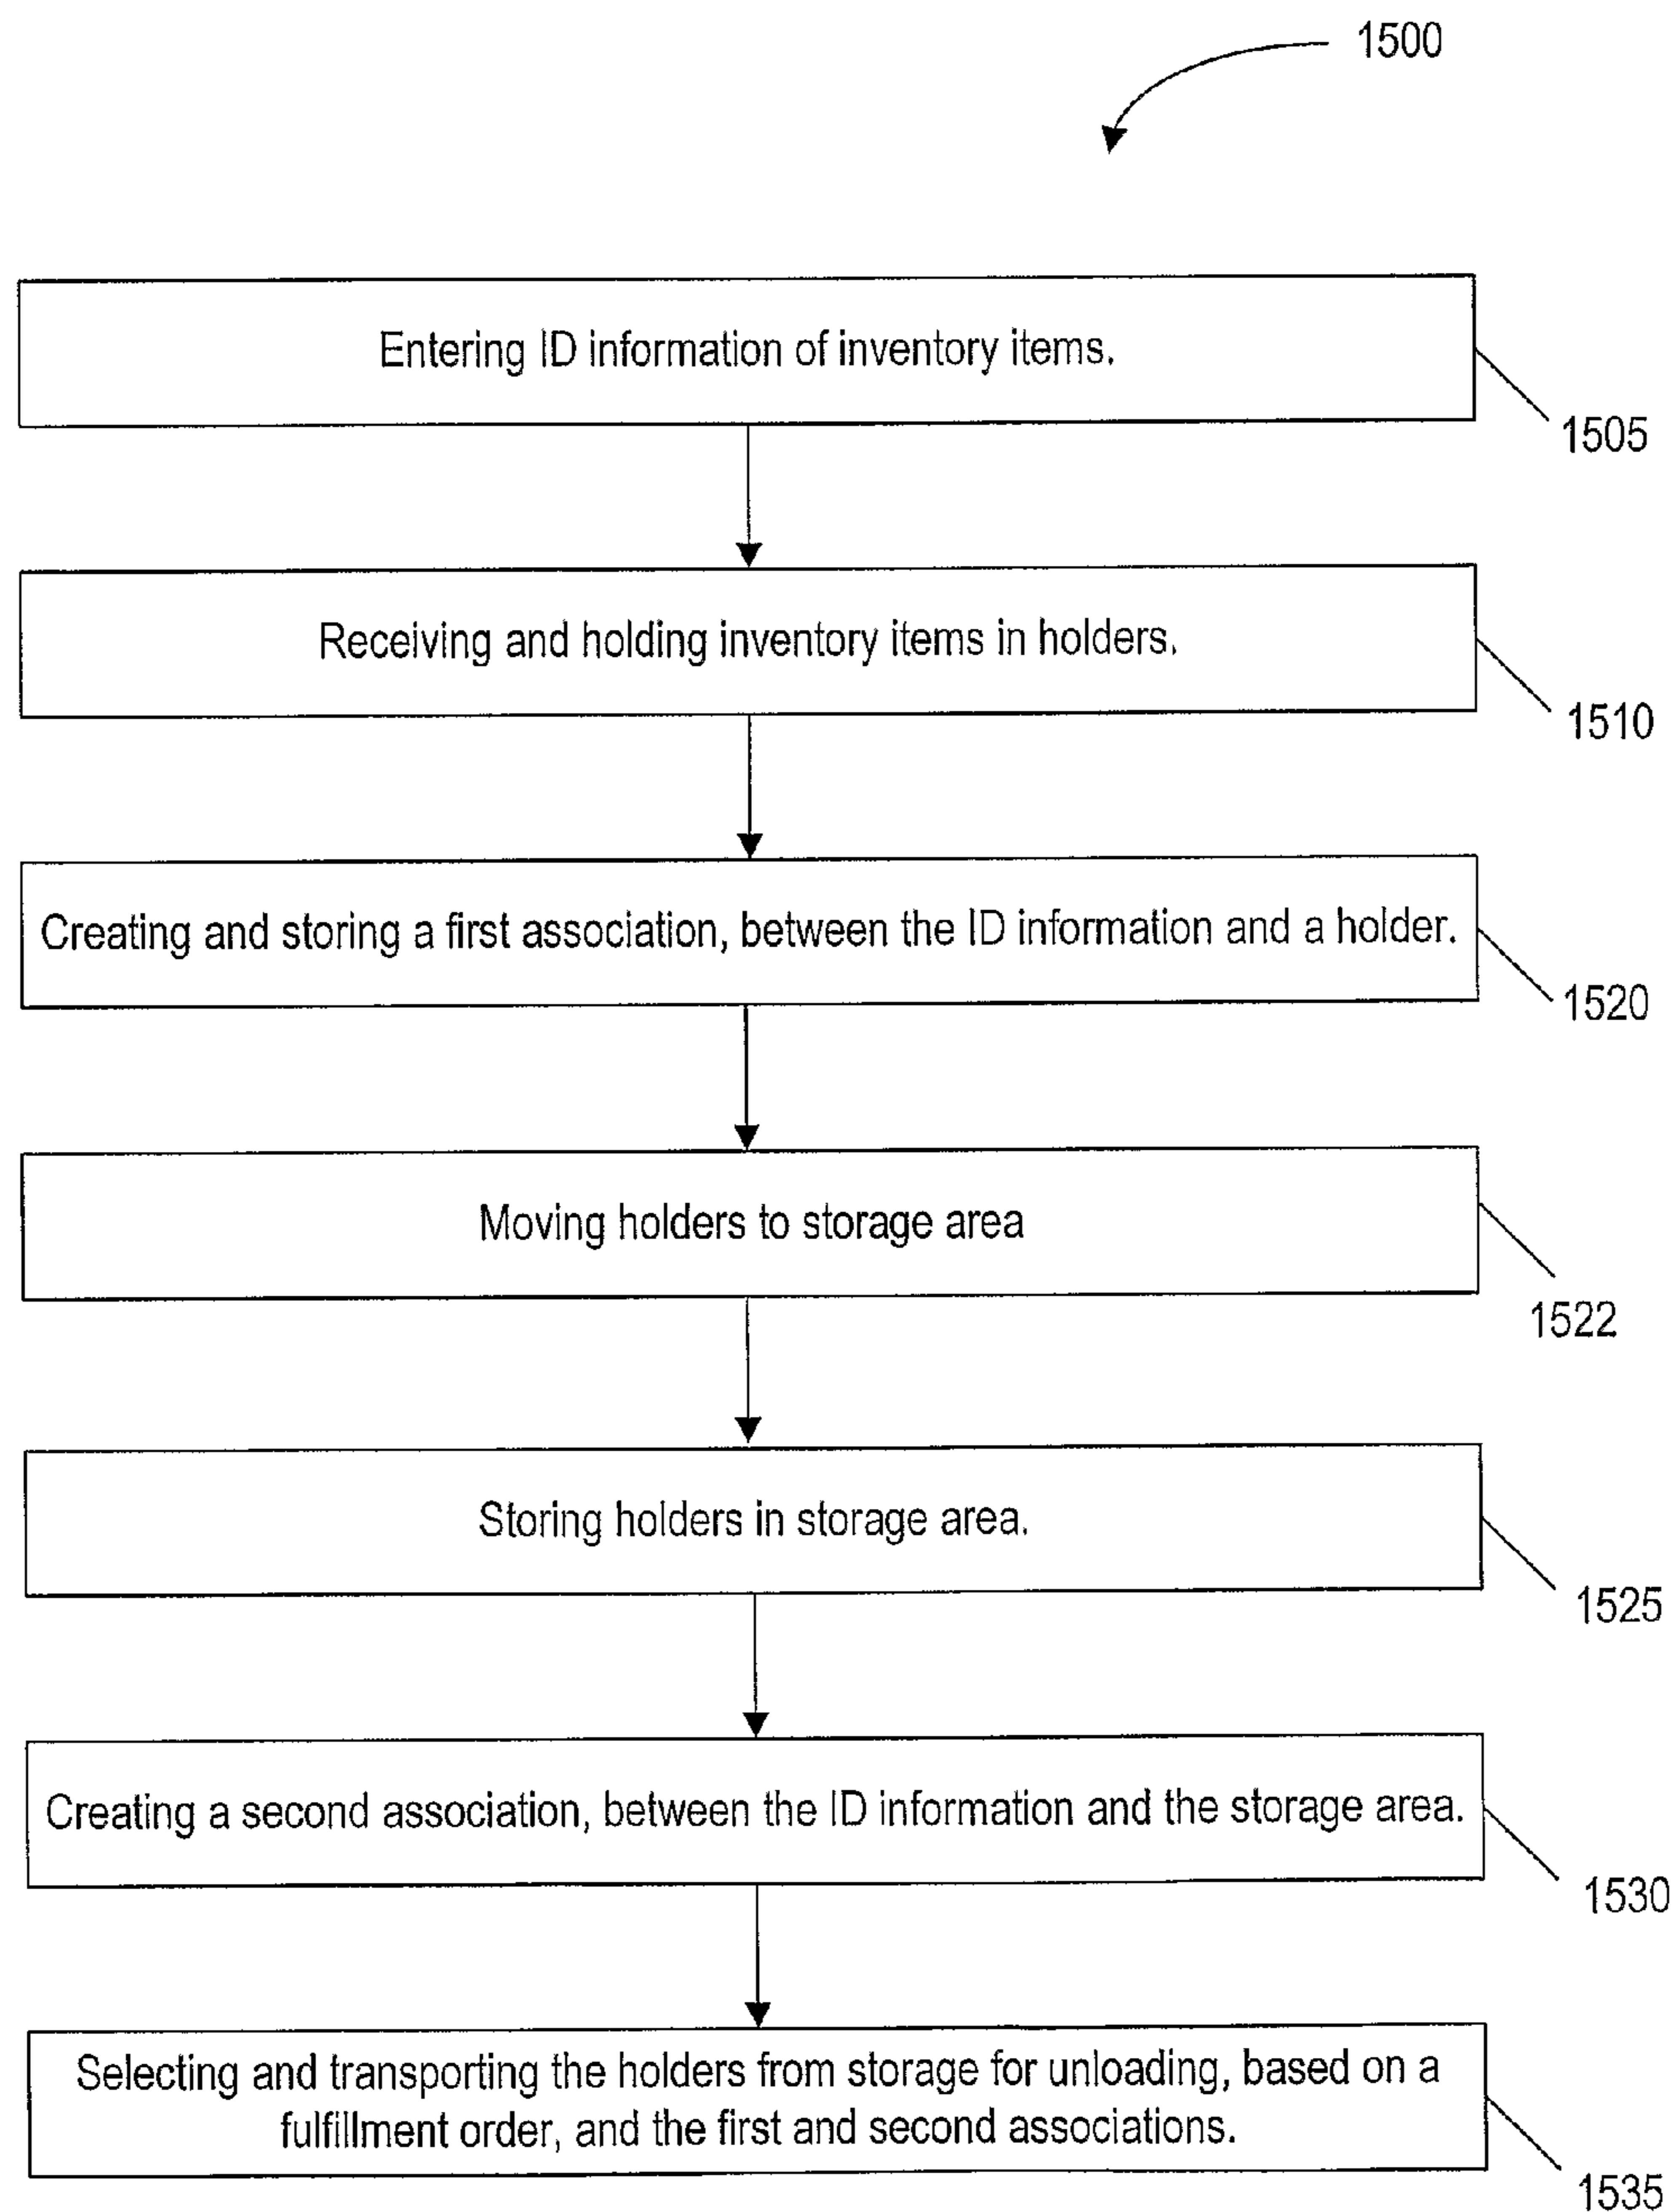 1500
Entering ID information of inventory items.
1505
Receiving and holding inventory items in holders.
1510
Creating and storing a first association, between the ID information and a holder.
1520
Moving holders to storage area
1522
Storing holders in storage area.
1525
Creating a second association, between the ID information and the storage area.
1530
Selecting and transporting the holders from storage for unloading, based on a
fulfillment order, and the first and second associations.
1535